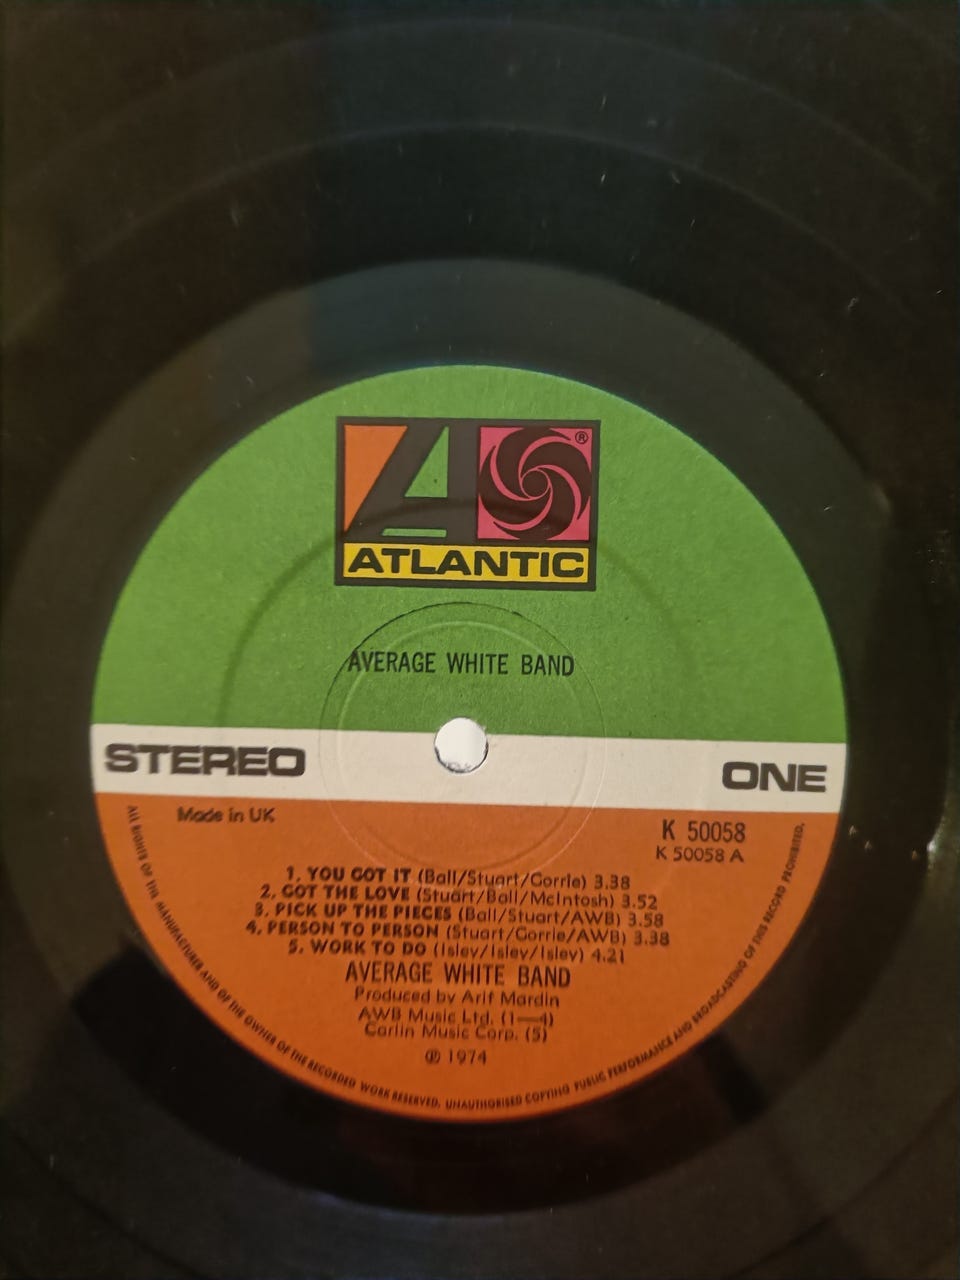 A
®
ATLANTIC
AVERAGE WHITE BAND
STEREO
ONE
Made in UK
K 50058
K 50058 A
1. YOU GOT IT (Ball/Stuart/Gorrie) 3.38
2. GOT THE LOVE (Stuart/Ball/McIntosh) 3.52
3. PICK UP THE PIECES (Ball/Stuart/AWB) 3.58
4. PERSON TO PERSON (Stuart/Gorrie/AWB) 3.38
5. WORK TO DO (Isley/Isley/Isley) 4.21
AVERAGE WHITE BAND
Produced by Arif Mardin
AWB Music Ltd. (1—4)
Carlin Music Corp. (5)
℗ 1974
ALL RIGHTS OF THE MANUFACTURER AND OF THE OWNER OF THE RECORDED WORK RESERVED. UNAUTHORISED COPYING PUBLIC PERFORMANCE AND BROADCASTING OF THIS RECORD PROHIBITED.